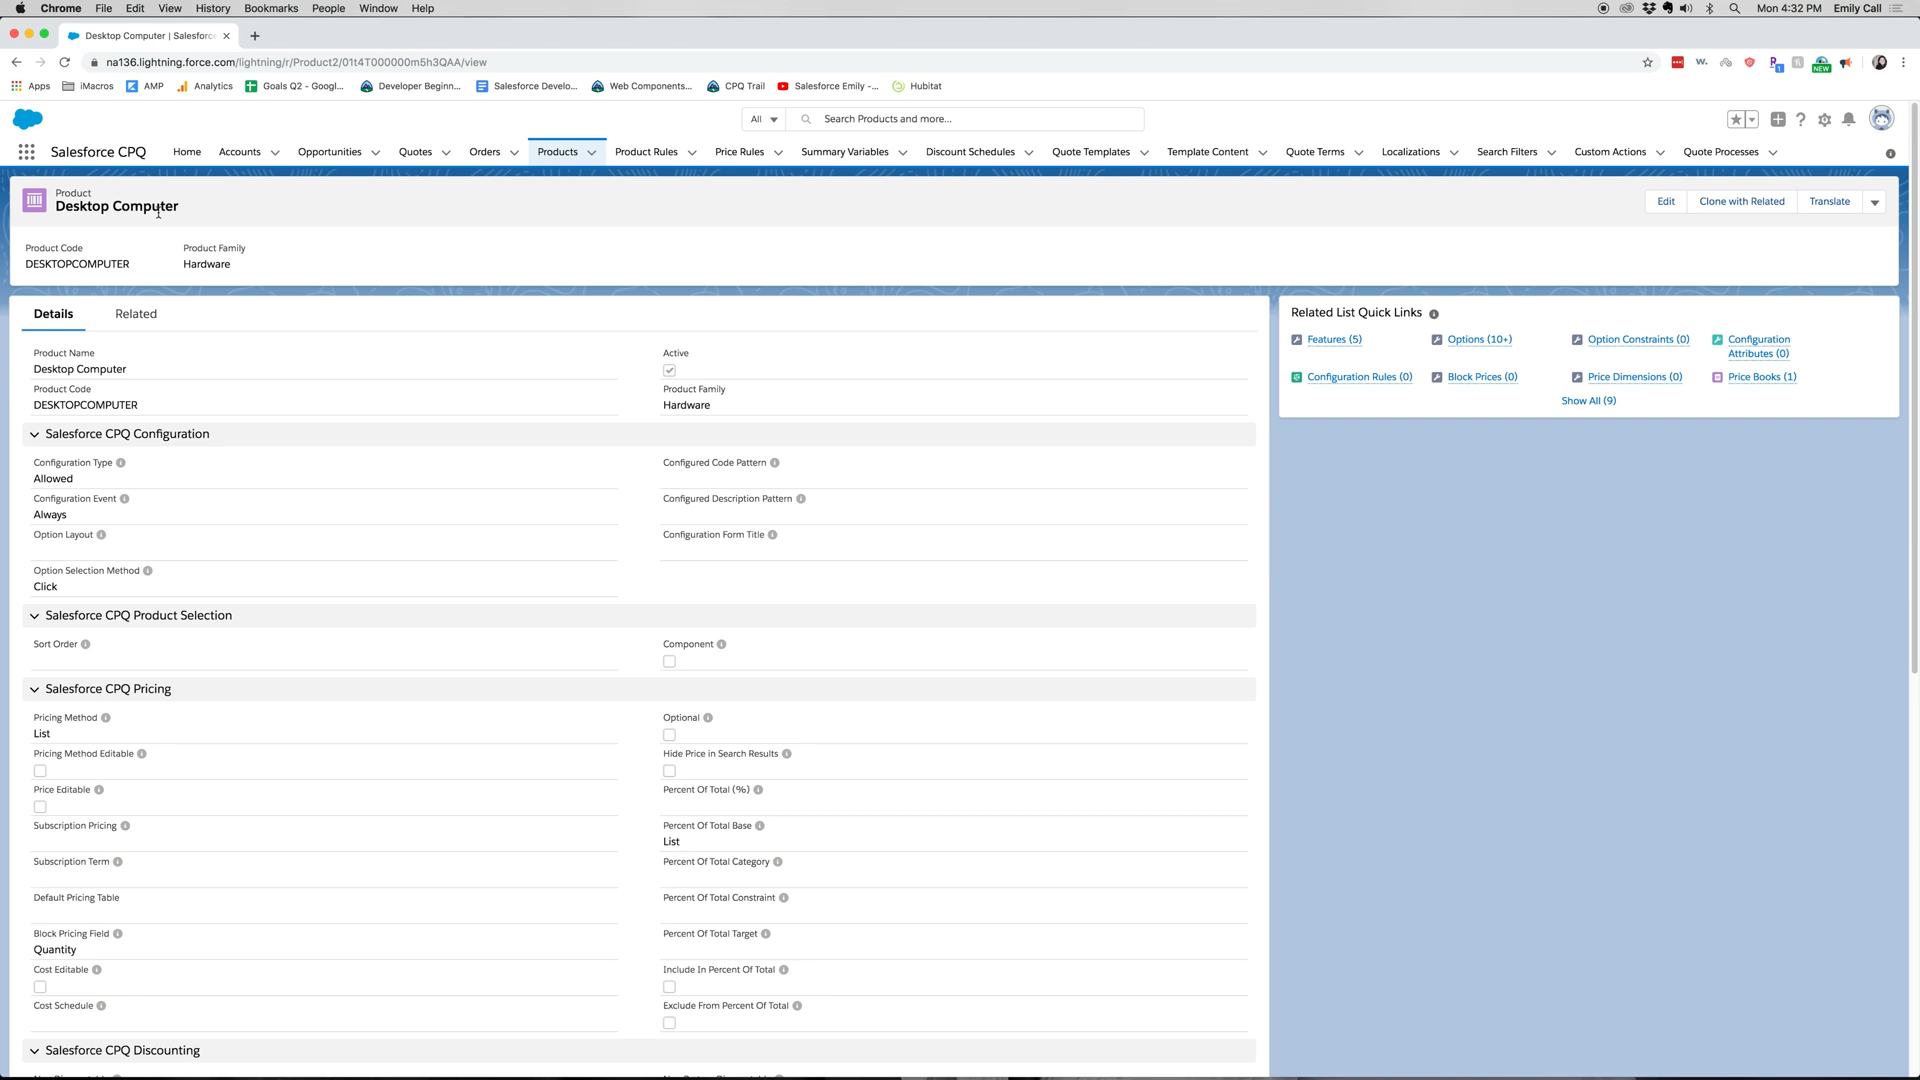 Chrome File Edit View History Bookmarks People Window Help Mon 4:32 PM Emily Call
Desktop Computer | Salesforc
na136.lightning.force.com/lightning/r/Product2/01t4T000000m5h3QAA/view
NEW 1
Apps iMacros AMP Analytics Goals Q2 - Googl... Developer Beginn... Salesforce Develo... Web Components... CPQ Trail Salesforce Emily -... Hubitat
All Search Products and more...
Salesforce CPQ Home Accounts Opportunities Quotes Orders Products Product Rules Price Rules Summary Variables Discount Schedules Quote Templates Template Content Quote Terms Localizations Search Filters Custom Actions Quote Processes
Product
Desktop Computer
Edit Clone with Related Translate
Product Code Product Family
DESKTOPCOMPUTER Hardware
Details Related
Product Name Active
Desktop Computer
Product Code Product Family
DESKTOPCOMPUTER Hardware
Salesforce CPQ Configuration
Configuration Type Configured Code Pattern
Allowed
Configuration Event Configured Description Pattern
Always
Option Layout Configuration Form Title
Option Selection Method
Click
Salesforce CPQ Product Selection
Sort Order Component
Salesforce CPQ Pricing
Pricing Method Optional
List
Pricing Method Editable Hide Price in Search Results
Price Editable Percent Of Total (%)
Subscription Pricing Percent Of Total Base
List
Subscription Term Percent Of Total Category
Default Pricing Table Percent Of Total Constraint
Block Pricing Field Percent Of Total Target
Quantity
Cost Editable Include In Percent Of Total
Cost Schedule Exclude From Percent Of Total
Salesforce CPQ Discounting
Related List Quick Links
Features (5) Options (10+) Option Constraints (0) Configuration
Attributes (0)
Configuration Rules (0) Block Prices (0) Price Dimensions (0) Price Books (1)
Show All (9)